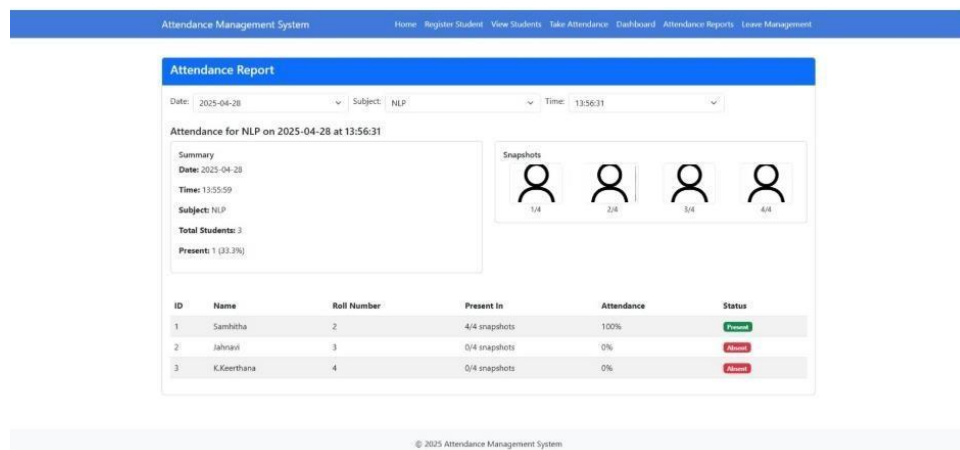 Attendance Management System Home Register Student View Students Take Attendance Dashboard Attendance Reports Leave Management
Attendance Report
Date: 2025-04-28 Subject: NLP Time: 13:56:31
Attendance for NLP on 2025-04-28 at 13:56:31
Summary
Date: 2025-04-28
Time: 13:55:59
Subject: NLP
Total Students: 3
Present: 1 (33.3%)
Snapshots
1/4 2/4 3/4 4/4
ID Name Roll Number Present In Attendance Status
1 Samhitha 2 4/4 snapshots 100% Present
2 Jahnavi 3 0/4 snapshots 0% Absent
3 K.Keerthana 4 0/4 snapshots 0% Absent
© 2025 Attendance Management System